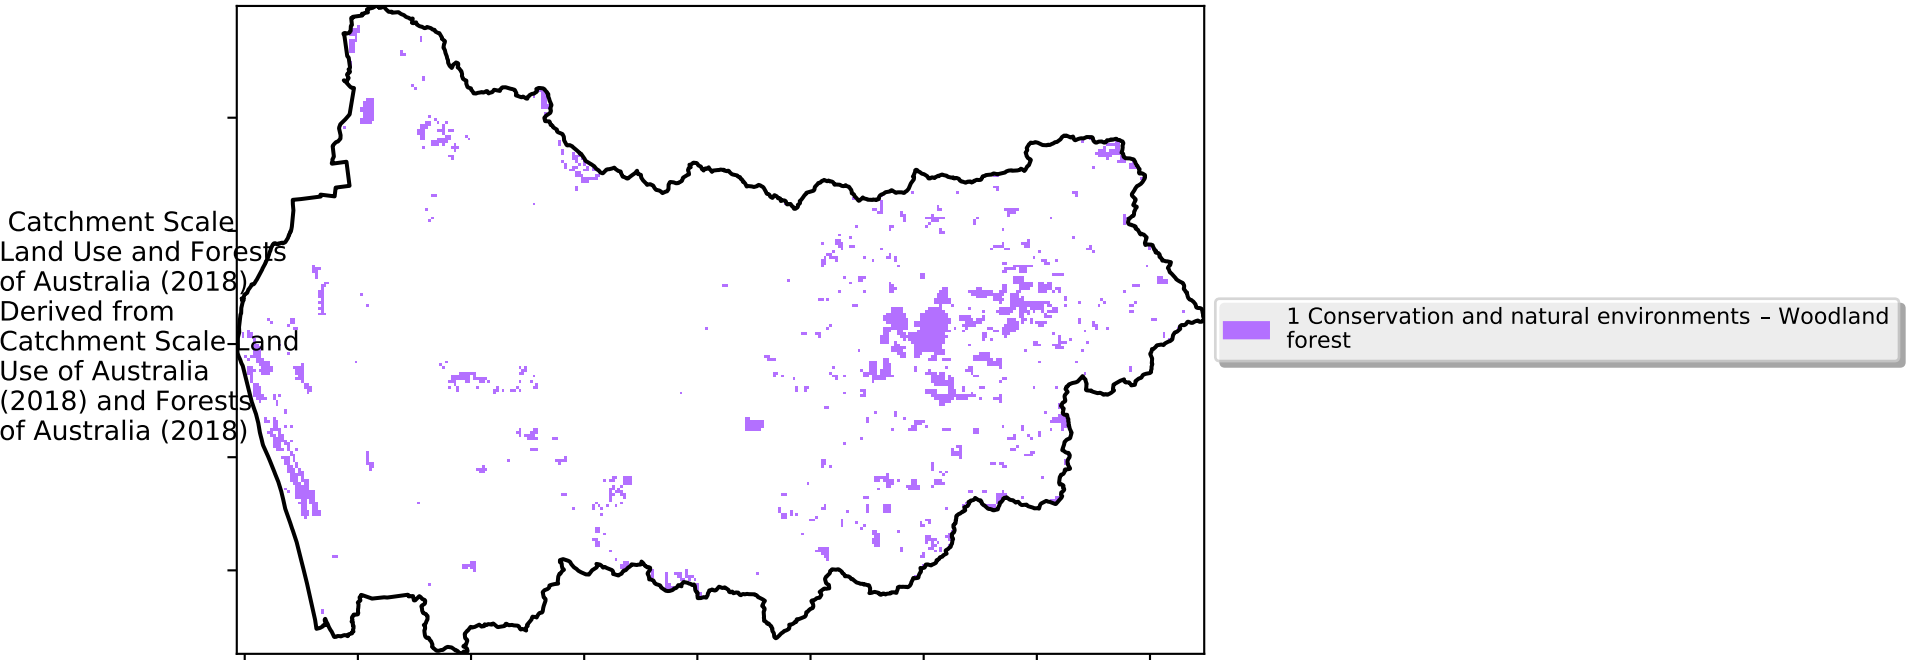 Catchment Scale
Land Use and Forests
of Australia (2018)
Derived from
Catchment Scale Land
Use of Australia
(2018) and Forests
of Australia (2018)
1 Conservation and natural environments – Woodland
forest